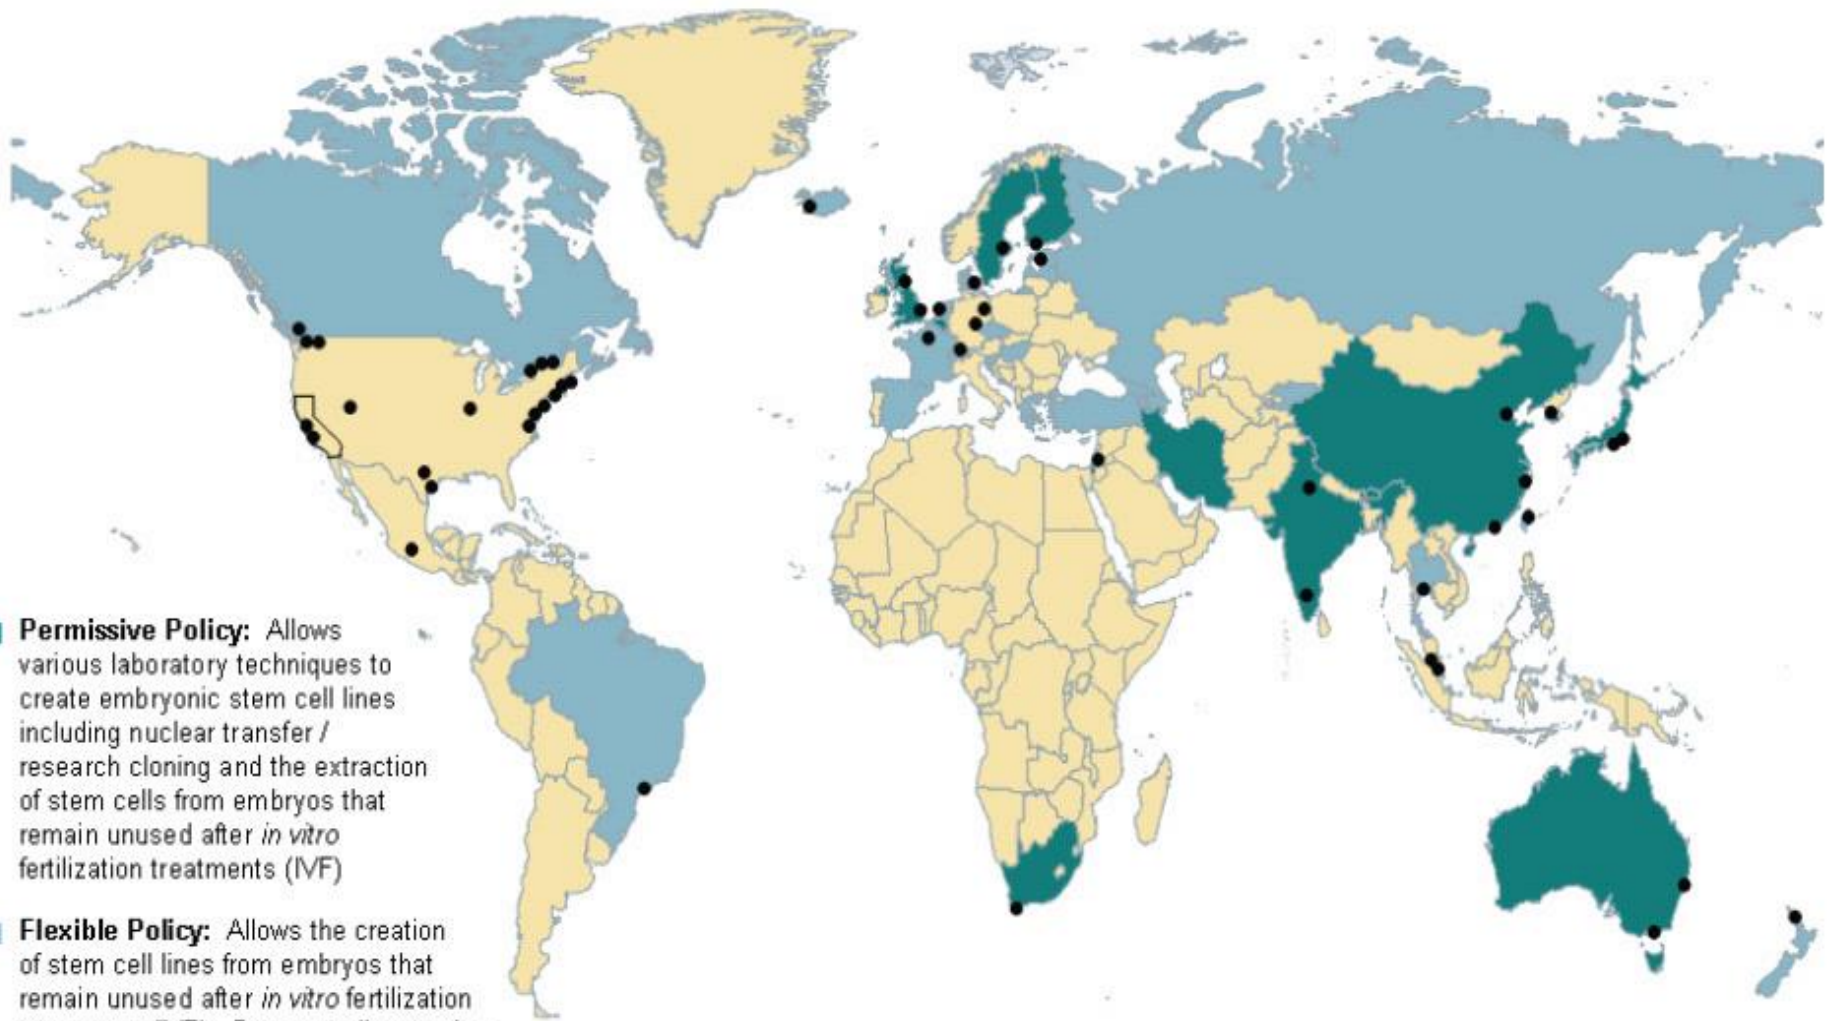 Permissive Policy: Allows
various laboratory techniques to
create embryonic stem cell lines
including nuclear transfer /
research cloning and the extraction
of stem cells from embryos that
remain unused after in vitro
fertilization treatments (IVF)
Flexible Policy: Allows the creation
of stem cell lines from embryos that
remain unused after in vitro fertilization